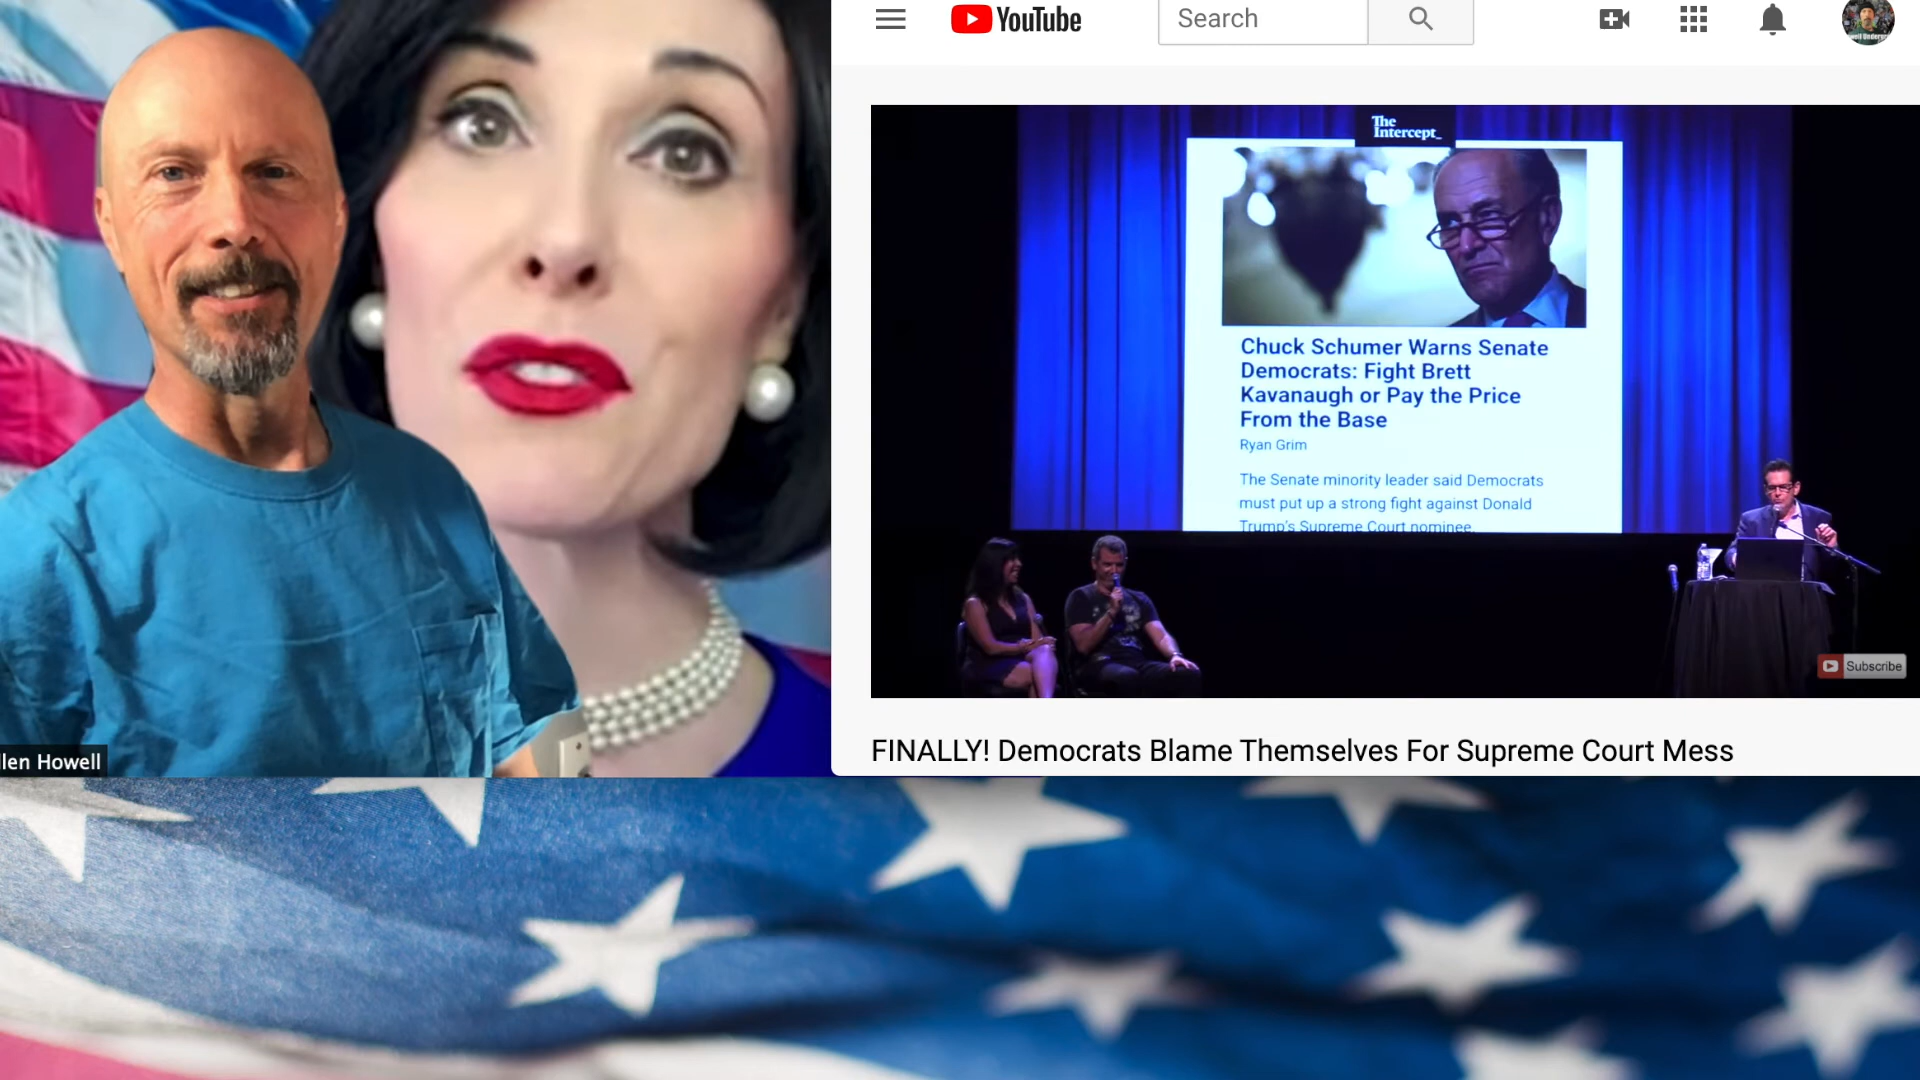 YouTube
Search
The
Intercept_
Chuck Schumer Warns Senate
Democrats: Fight Brett
Kavanaugh or Pay the Price
From the Base
Ryan Grim
The Senate minority leader said Democrats
must put up a strong fight against Donald
Trump's Supreme Court nominee.
Subscribe
FINALLY! Democrats Blame Themselves For Supreme Court Mess
llen Howell